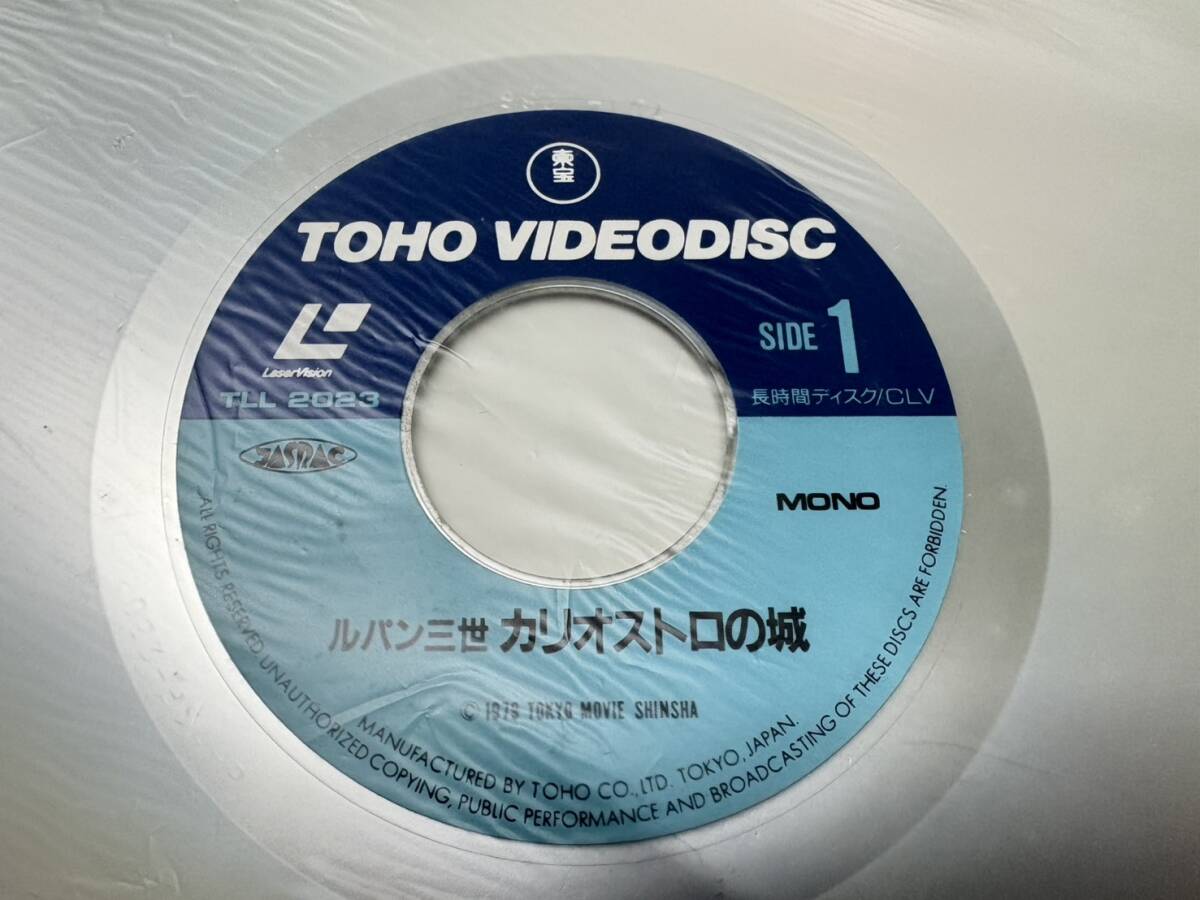 東宝
TOHO VIDEODISC
SIDE 1
LaserVision
TLL 2023
長時間ディスク/CLV
JASRAC
MONO
ルパン三世 カリオストロの城
© 1979 TOKYO MOVIE SHINSHA
MANUFACTURED BY TOHO CO., LTD. TOKYO, JAPAN.
ALL RIGHTS RESERVED. UNAUTHORIZED COPYING, PUBLIC PERFORMANCE AND BROADCASTING OF THESE DISCS ARE FORBIDDEN.